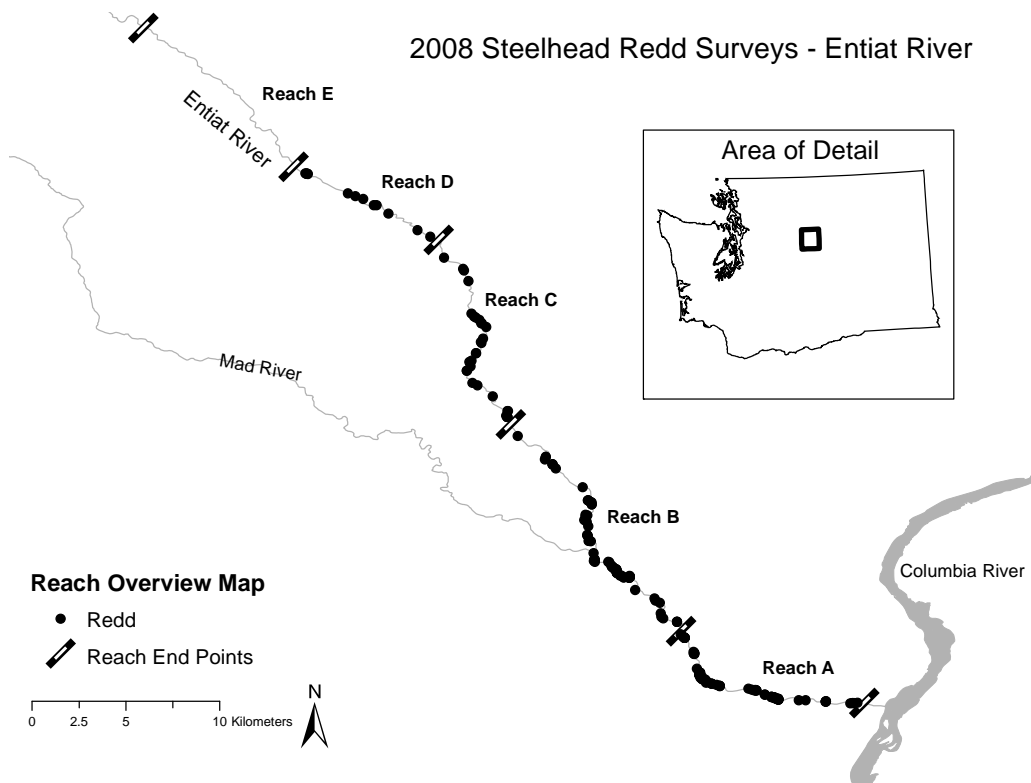 2008 Steelhead Redd Surveys - Entiat River
Reach E
Entiat River
Area of Detail
Reach D
Reach C
Mad River
Reach B
Columbia River
Reach Overview Map
Redd
Reach End Points
Reach A
N
0 2.5 5 10 Kilometers